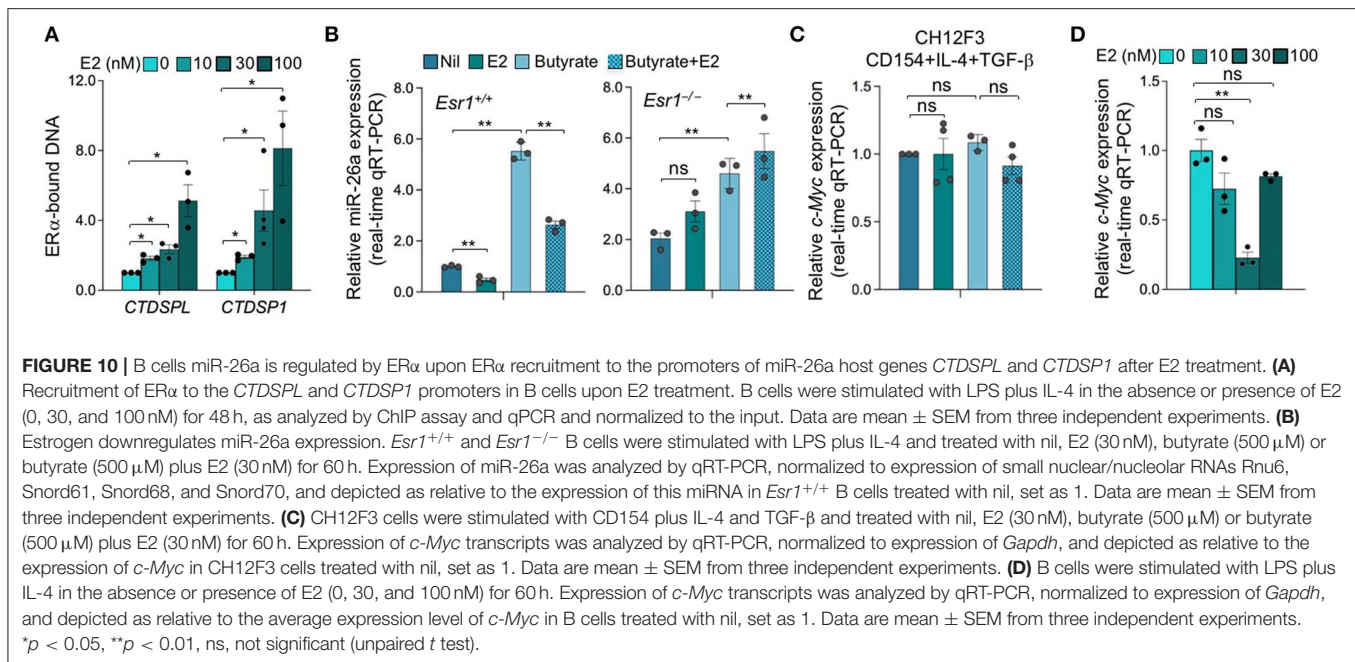 A
E2 (nM) 0 10 30 100
ERα-bound DNA
12.0
8.0
4.0
1.0
* * * * * *
CTDSPL CTDSP1
B
Nil E2 Butyrate Butyrate+E2
Relative miR-26a expression
(real-time qRT-PCR)
Esr1+/+
8.0
6.0
4.0
2.0
0.0
** ** **
Esr1−/−
8.0
6.0
4.0
2.0
0.0
ns ** **
C
CH12F3
CD154+IL-4+TGF-β
Relative c-Myc expression
(real-time qRT-PCR)
1.5
1.0
0.5
0.0
ns ns ns
D
E2 (nM) 0 10 30 100
Relative c-Myc expression
(real-time qRT-PCR)
1.5
1.0
0.5
0.0
ns
**
ns
FIGURE 10 | B cells miR-26a is regulated by ERα upon ERα recruitment to the promoters of miR-26a host genes CTDSPL and CTDSP1 after E2 treatment. (A)
Recruitment of ERα to the CTDSPL and CTDSP1 promoters in B cells upon E2 treatment. B cells were stimulated with LPS plus IL-4 in the absence or presence of E2
(0, 30, and 100 nM) for 48 h, as analyzed by ChIP assay and qPCR and normalized to the input. Data are mean ± SEM from three independent experiments. (B)
Estrogen downregulates miR-26a expression. Esr1+/+ and Esr1−/− B cells were stimulated with LPS plus IL-4 and treated with nil, E2 (30 nM), butyrate (500 μM) or
butyrate (500 μM) plus E2 (30 nM) for 60 h. Expression of miR-26a was analyzed by qRT-PCR, normalized to expression of small nuclear/nucleolar RNAs Rnu6,
Snord61, Snord68, and Snord70, and depicted as relative to the expression of this miRNA in Esr1+/+ B cells treated with nil, set as 1. Data are mean ± SEM from
three independent experiments. (C) CH12F3 cells were stimulated with CD154 plus IL-4 and TGF-β and treated with nil, E2 (30 nM), butyrate (500 μM) or butyrate
(500 μM) plus E2 (30 nM) for 60 h. Expression of c-Myc transcripts was analyzed by qRT-PCR, normalized to expression of Gapdh, and depicted as relative to the
expression of c-Myc in CH12F3 cells treated with nil, set as 1. Data are mean ± SEM from three independent experiments. (D) B cells were stimulated with LPS plus
IL-4 in the absence or presence of E2 (0, 30, and 100 nM) for 60 h. Expression of c-Myc transcripts was analyzed by qRT-PCR, normalized to expression of Gapdh,
and depicted as relative to the average expression level of c-Myc in B cells treated with nil, set as 1. Data are mean ± SEM from three independent experiments.
*p < 0.05, **p < 0.01, ns, not significant (unpaired t test).